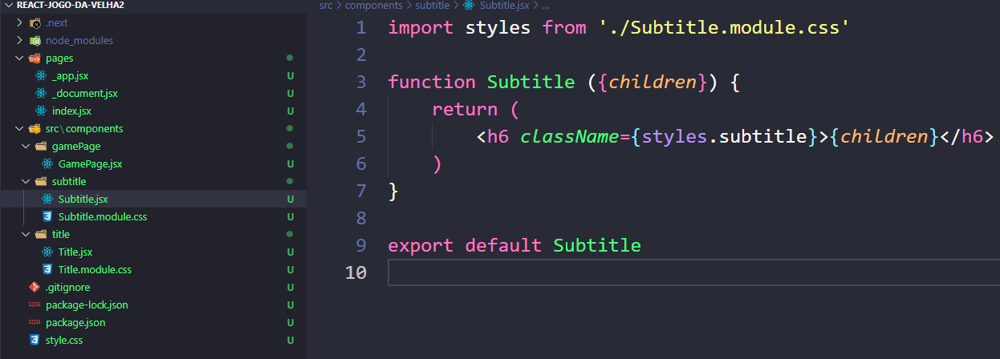 REACT-JOGO-DA-VELHA2
.next
node_modules
pages
_app.jsx U
_document.jsx U
index.jsx U
src\components
gamePage
GamePage.jsx U
subtitle
Subtitle.jsx U
Subtitle.module.css U
title
Title.jsx U
Title.module.css U
.gitignore U
package-lock.json U
package.json U
style.css U
src > components > subtitle > Subtitle.jsx > ...
1 import styles from './Subtitle.module.css'
2
3 function Subtitle ({children}) {
4 return (
5 <h6 className={styles.subtitle}>{children}</h6>
6 )
7 }
8
9 export default Subtitle
10